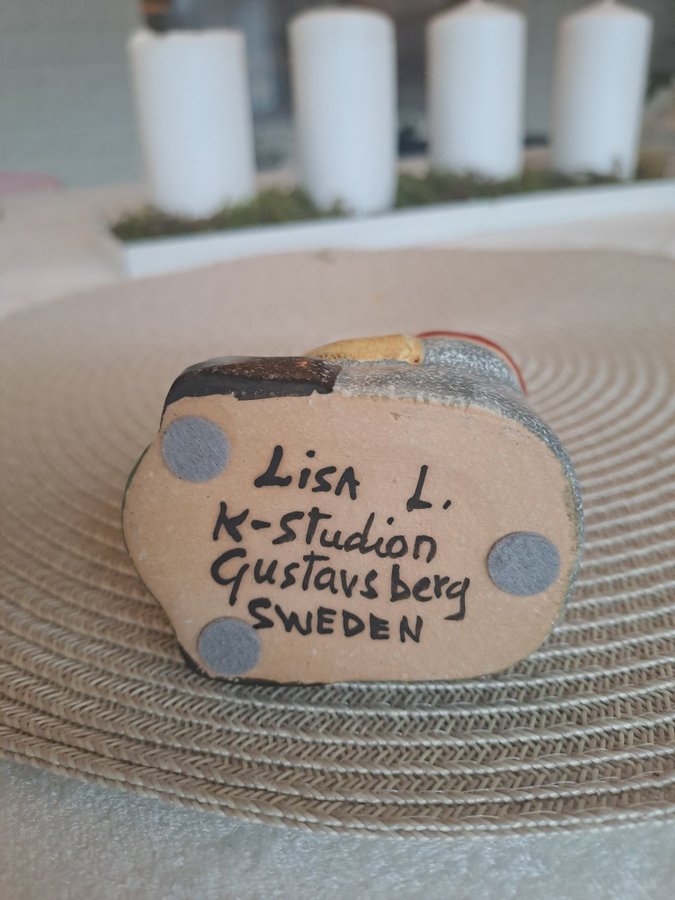 Lisa L.
K-Studion
Gustavsberg
SWEDEN